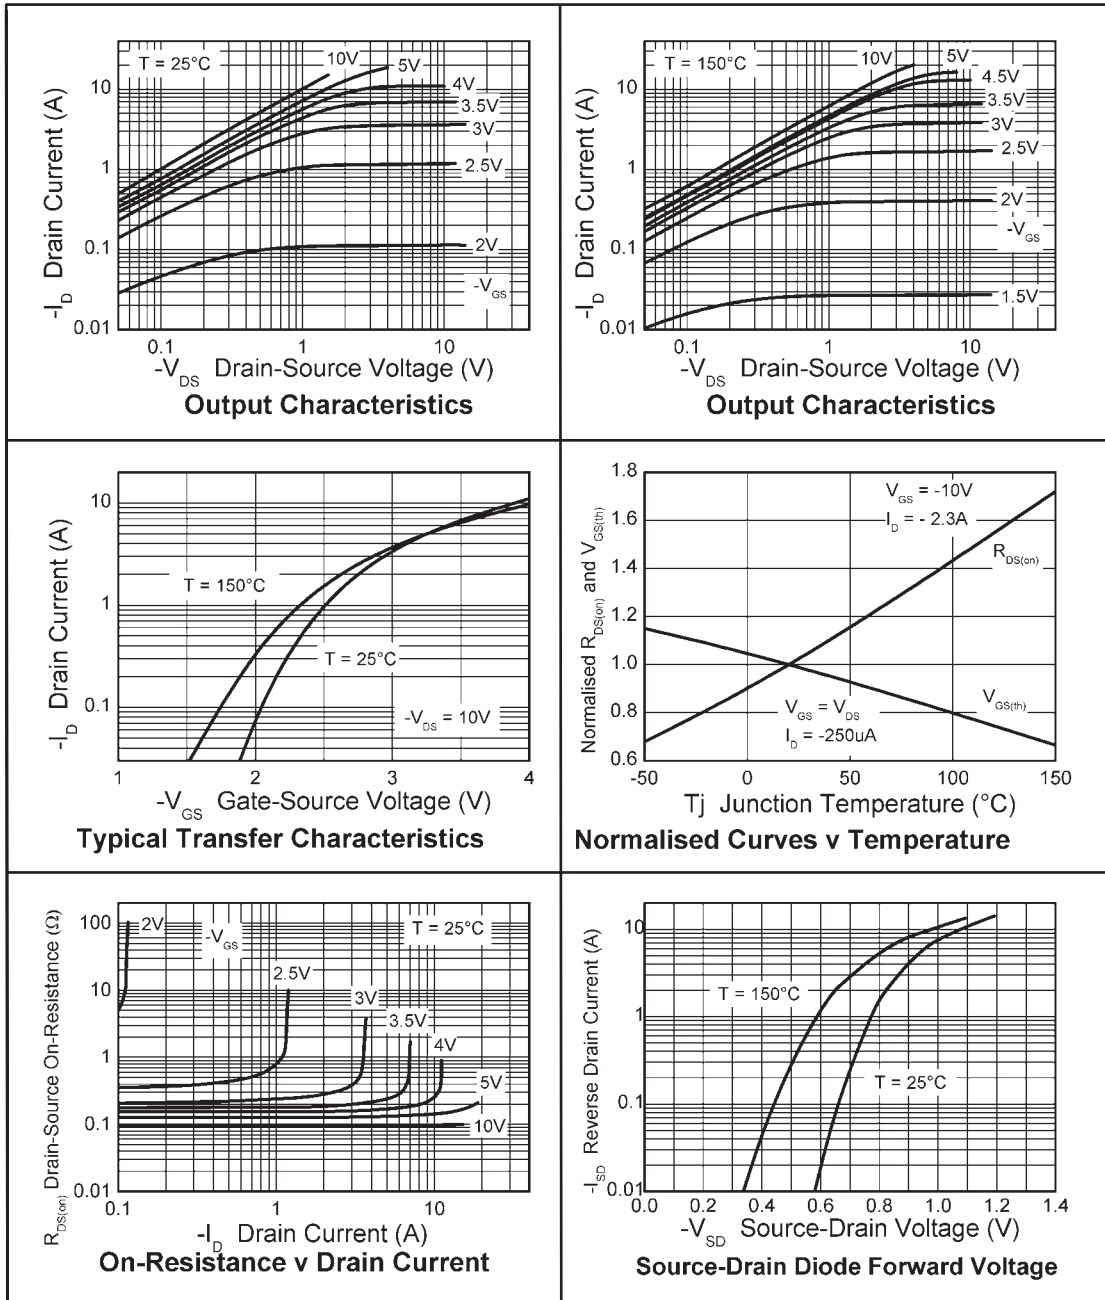 T = 25°C
10V
5V
4V
3.5V
3V
2.5V
2V
-VGS
10
1
0.1
0.01
-ID Drain Current (A)
0.1
1
10
-VDS Drain-Source Voltage (V)
Output Characteristics
T = 150°C
10V
5V
4.5V
3.5V
3V
2.5V
2V
-VGS
1.5V
10
1
0.1
0.01
-ID Drain Current (A)
0.1
1
10
-VDS Drain-Source Voltage (V)
Output Characteristics
10
1
0.1
-ID Drain Current (A)
T = 150°C
T = 25°C
-VDS = 10V
1
2
3
4
-VGS Gate-Source Voltage (V)
Typical Transfer Characteristics
1.8
1.6
1.4
1.2
1.0
0.8
0.6
Normalised RDS(on) and VGS(th)
VGS = -10V
ID = - 2.3A
RDS(on)
VGS = VDS
ID = -250uA
VGS(th)
-50
0
50
100
150
Tj Junction Temperature (°C)
Normalised Curves v Temperature
100
10
1
0.1
0.01
RDS(on) Drain-Source On-Resistance (Ω)
2V
-VGS
T = 25°C
2.5V
3V
3.5V
4V
5V
10V
0.1
1
10
-ID Drain Current (A)
On-Resistance v Drain Current
10
1
0.1
0.01
-ISD Reverse Drain Current (A)
T = 150°C
T = 25°C
0.0
0.2
0.4
0.6
0.8
1.0
1.2
1.4
-VSD Source-Drain Voltage (V)
Source-Drain Diode Forward Voltage